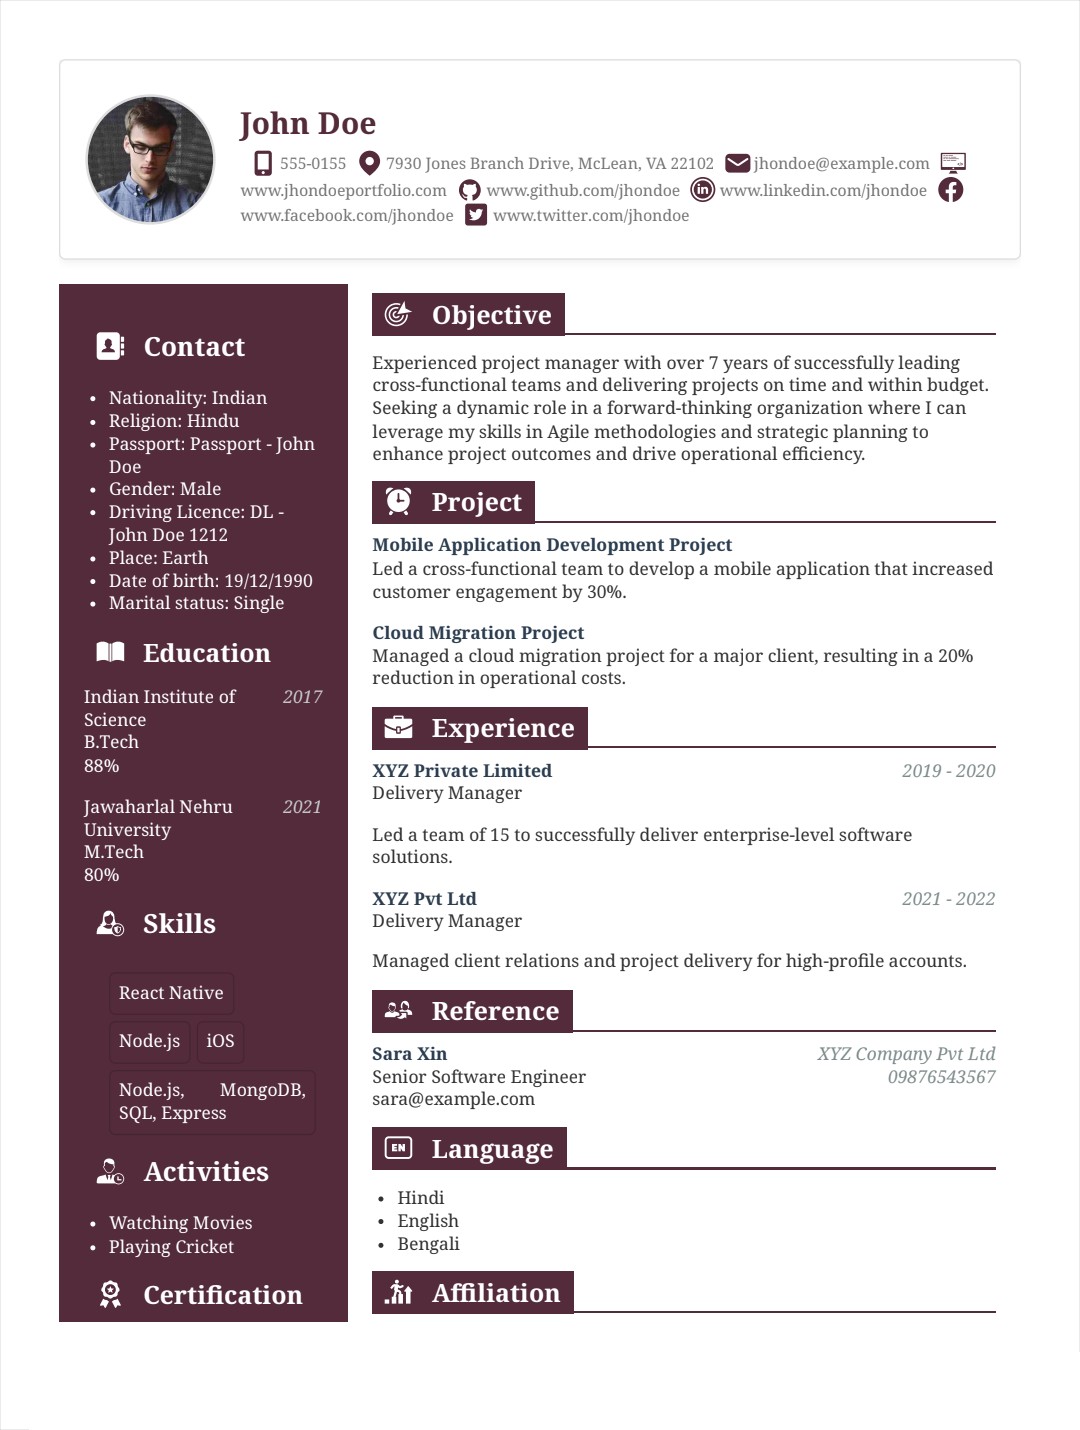 John Doe
555-0155 7930 Jones Branch Drive, McLean, VA 22102 jhondoe@example.com
www.jhondoeportfolio.com www.github.com/jhondoe www.linkedin.com/jhondoe
www.facebook.com/jhondoe www.twitter.com/jhondoe
Contact
• Nationality: Indian
• Religion: Hindu
• Passport: Passport - John
Doe
• Gender: Male
• Driving Licence: DL -
John Doe 1212
• Place: Earth
• Date of birth: 19/12/1990
• Marital status: Single
Education
Indian Institute of 2017
Science
B.Tech
88%
Jawaharlal Nehru 2021
University
M.Tech
80%
Skills
React Native
Node.js iOS
Node.js, MongoDB,
SQL, Express
Activities
• Watching Movies
• Playing Cricket
Certification
Objective
Experienced project manager with over 7 years of successfully leading
cross-functional teams and delivering projects on time and within budget.
Seeking a dynamic role in a forward-thinking organization where I can
leverage my skills in Agile methodologies and strategic planning to
enhance project outcomes and drive operational efficiency.
Project
Mobile Application Development Project
Led a cross-functional team to develop a mobile application that increased
customer engagement by 30%.
Cloud Migration Project
Managed a cloud migration project for a major client, resulting in a 20%
reduction in operational costs.
Experience
XYZ Private Limited 2019 - 2020
Delivery Manager
Led a team of 15 to successfully deliver enterprise-level software
solutions.
XYZ Pvt Ltd 2021 - 2022
Delivery Manager
Managed client relations and project delivery for high-profile accounts.
Reference
Sara Xin XYZ Company Pvt Ltd
Senior Software Engineer 09876543567
sara@example.com
EN Language
• Hindi
• English
• Bengali
Affiliation